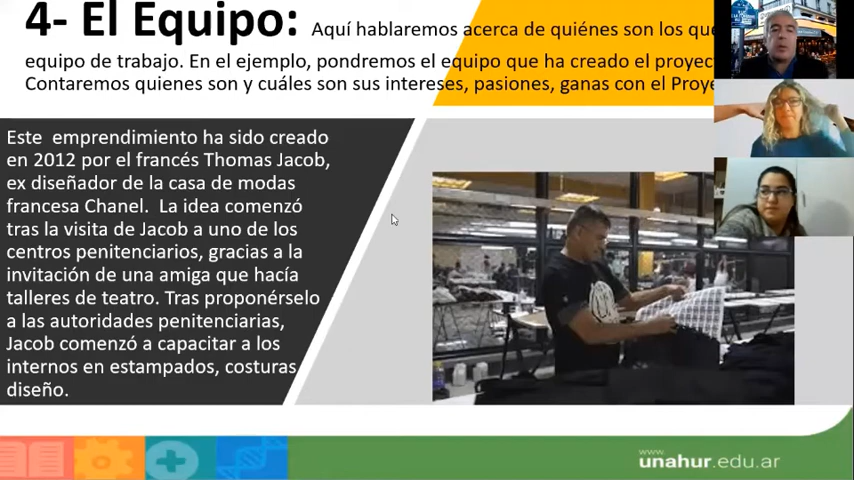 4- El Equipo: Aquí hablaremos acerca de quiénes son los que
equipo de trabajo. En el ejemplo, pondremos el equipo que ha creado el
Contaremos quienes son y cuáles son sus intereses, pasiones, ganas con el
Este emprendimiento ha sido creado
en 2012 por el francés Thomas Jacob,
ex diseñador de la casa de modas
francesa Chanel. La idea comenzó
tras la visita de Jacob a uno de los
centros penitenciarios, gracias a la
invitación de una amiga que hacía
talleres de teatro. Tras proponérselo
a las autoridades penitenciarias,
Jacob comenzó a capacitar a los
internos en estampados, costuras
diseño.
www.
unahur.edu.ar